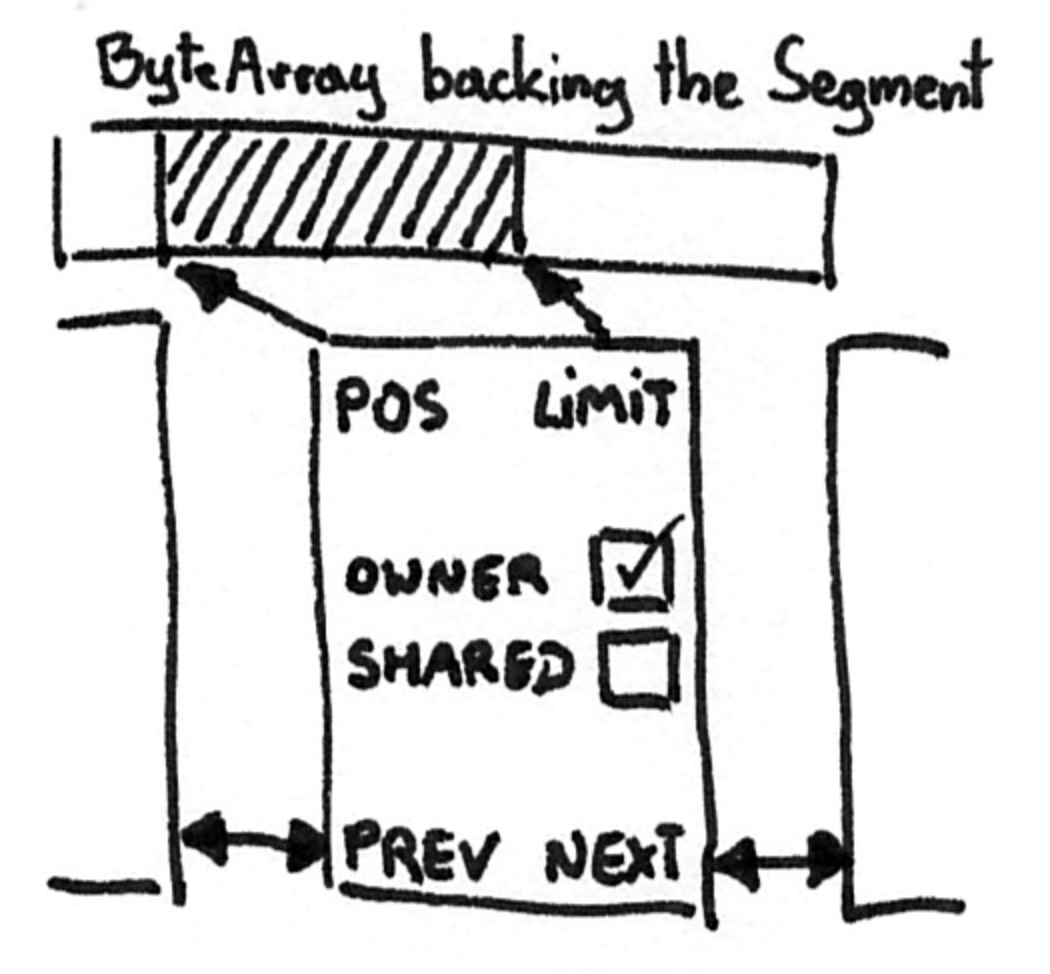 ByteArray backing the Segment
POS LiMiT
OWNER
SHARED
PREV NEXT